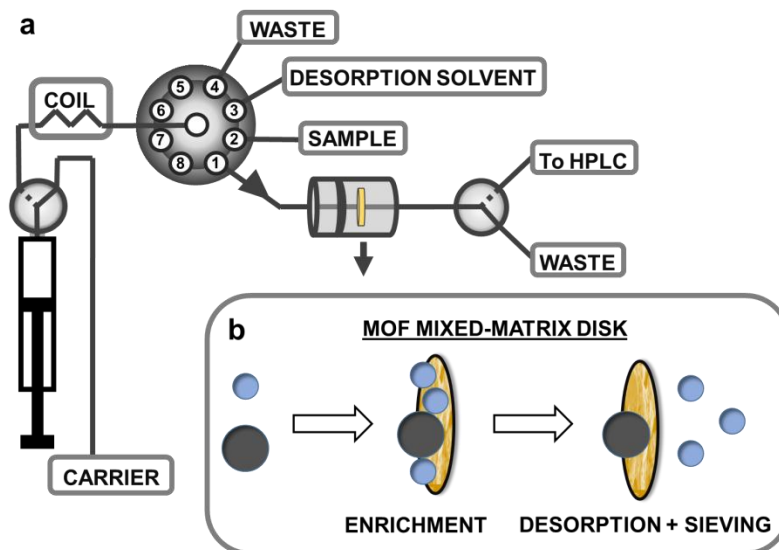 a
WASTE
DESORPTION SOLVENT
COIL
5
4
6
3
7
2
8
1
SAMPLE
To HPLC
WASTE
CARRIER
b
MOF MIXED-MATRIX DISK
ENRICHMENT
DESORPTION + SIEVING